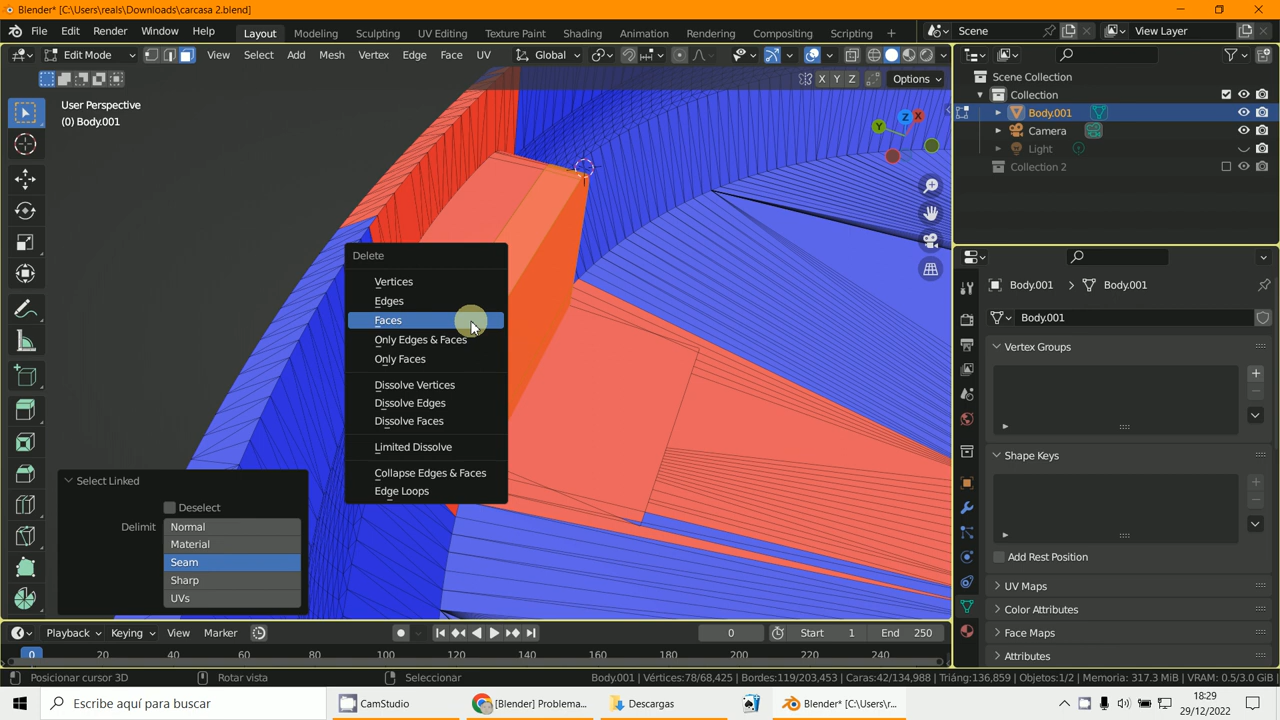 Blender* [C:\Users\reals\Downloads\carcasa 2.blend]
File Edit Render Window Help Layout Modeling Sculpting UV Editing Texture Paint Shading Animation Rendering Compositing Scripting + Scene View Layer
Edit Mode View Select Add Mesh Vertex Edge Face UV Global
X Y Z Options
User Perspective
(0) Body.001
Z X Y
Delete
Vertices
Edges
Faces
Only Edges & Faces
Only Faces
Dissolve Vertices
Dissolve Edges
Dissolve Faces
Limited Dissolve
Collapse Edges & Faces
Edge Loops
Select Linked
Deselect
Delimit Normal
Material
Seam
Sharp
UVs
Scene Collection
Collection
Body.001
Camera
Light
Collection 2
Body.001 Body.001
Body.001
Vertex Groups
Shape Keys
Add Rest Position
UV Maps
Color Attributes
Face Maps
Attributes
Playback Keying View Marker 0 Start 1 End 250
0 20 40 60 80 100 120 140 160 180 200 220 240
Posicionar cursor 3D Rotar vista Seleccionar Body.001 | Vértices:78/68,425 | Bordes:119/203,453 | Caras:42/134,988 | Triáng:136,859 | Objetos:1/2 | Memoria: 317.3 MiB | VRAM: 0.5/3.0 GiB
Escribe aquí para buscar CamStudio [Blender] Problema... Descargas Blender* [C:\Users\r... 18:29
29/12/2022